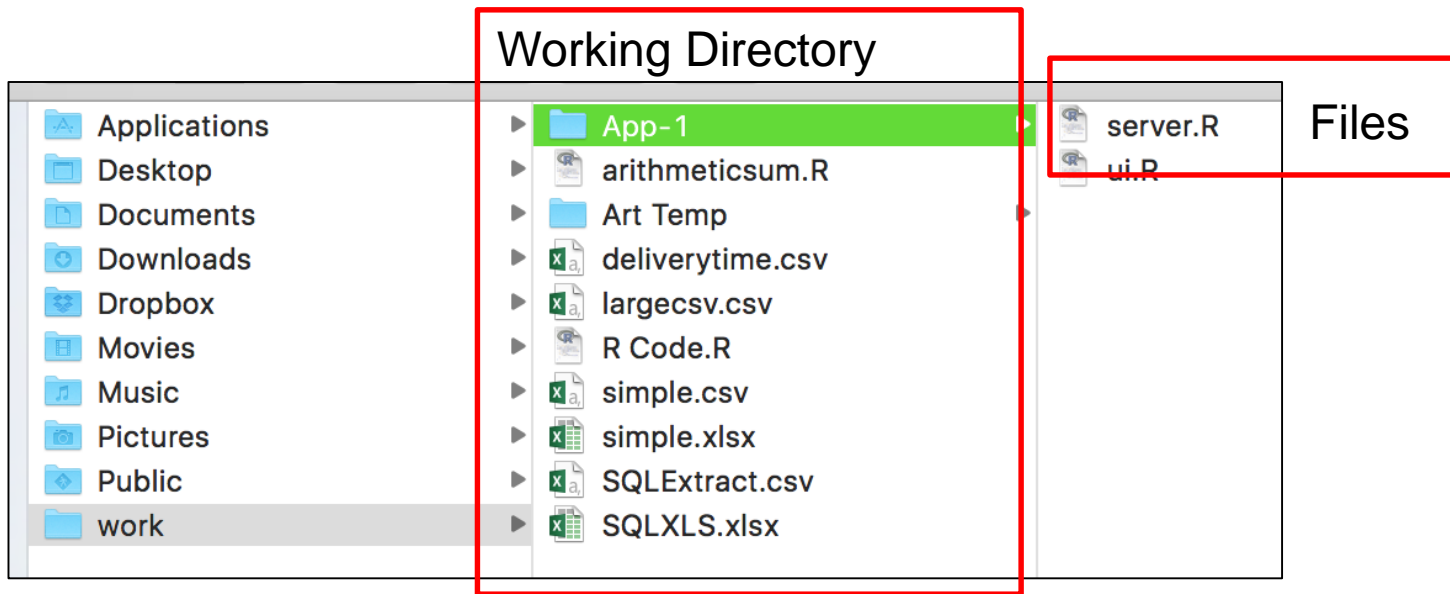 Working Directory
Files
Applications
Desktop
Documents
Downloads
Dropbox
Movies
Music
Pictures
Public
work
App-1
arithmeticsum.R
Art Temp
deliverytime.csv
largecsv.csv
R Code.R
simple.csv
simple.xlsx
SQLExtract.csv
SQLXLS.xlsx
server.R
ui.R